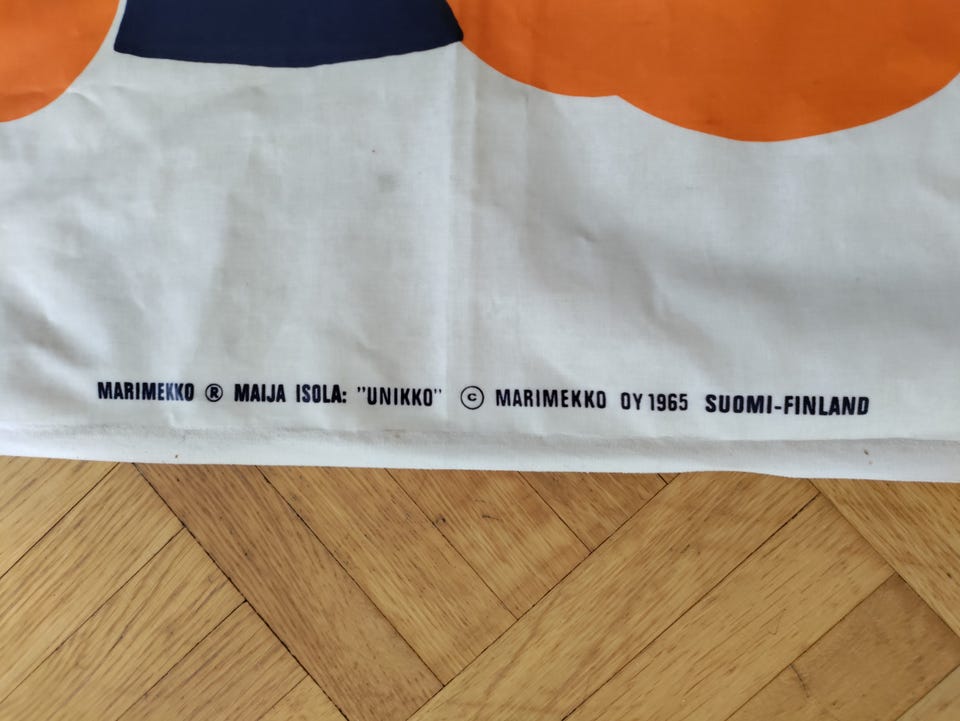 MARIMEKKO ® MAIJA ISOLA: ”UNIKKO” © MARIMEKKO OY 1965 SUOMI-FINLAND